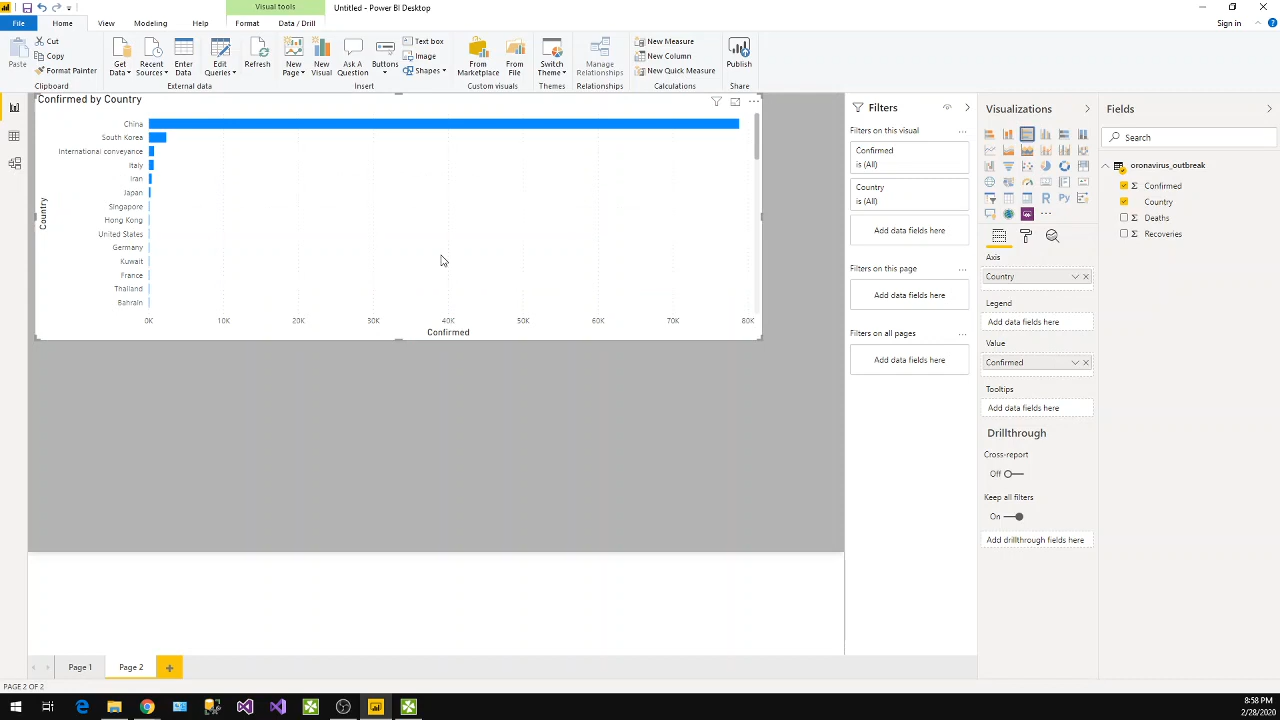 Visual tools
Untitled - Power BI Desktop
File Home View Modeling Help Format Data / Drill
Sign in
Paste
Cut
Copy
Format Painter
Clipboard
Get Data
Recent Sources
Enter Data
Edit Queries
Refresh
External data
New Page
New Visual
Ask A Question
Buttons
Text box
Image
Shapes
Insert
From Marketplace
From File
Custom visuals
Switch Theme
Themes
Manage Relationships
Relationships
New Measure
New Column
New Quick Measure
Calculations
Publish
Share
Confirmed by Country
Country
China
South Korea
International conveyance
Italy
Iran
Japan
Singapore
Hong Kong
United States
Germany
Kuwait
France
Thailand
Bahrain
0K 10K 20K 30K 40K 50K 60K 70K 80K
Confirmed
Filters
Filters on this visual
Confirmed
is (All)
Country
is (All)
Add data fields here
Filters on this page
Add data fields here
Filters on all pages
Add data fields here
Visualizations
R Py
Axis
Country
Legend
Add data fields here
Value
Confirmed
Tooltips
Add data fields here
Drillthrough
Cross-report
Off
Keep all filters
On
Add drillthrough fields here
Fields
Search
oronavirus_outbreak
Σ Confirmed
Country
Σ Deaths
Σ Recoveries
Page 1 Page 2 +
PAGE 2 OF 2
8:58 PM
2/28/2020